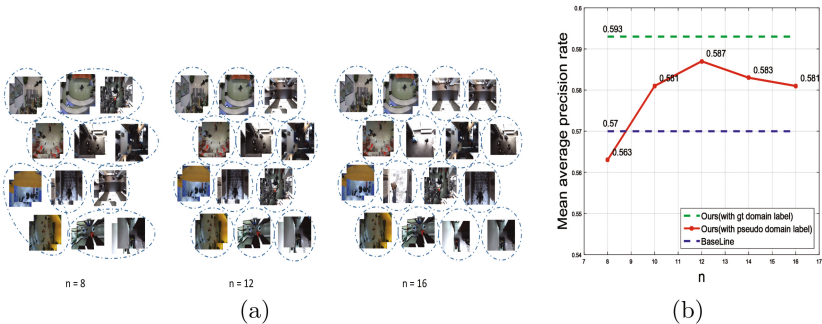 n = 8
n = 12
n = 16
(a)
Mean average precision rate
0.6
0.59
0.58
0.57
0.56
0.55
0.54
0.593
0.587
0.583
0.581
0.581
0.57
0.563
Ours(with gt domain label)
Ours(with pseudo domain label)
BaseLine
7 8 9 10 11 12 13 14 15 16 17
n
(b)